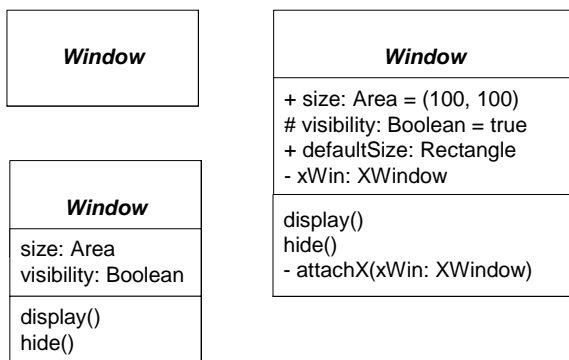 Window
Window
size: Area
visibility: Boolean
display()
hide()
Window
+ size: Area = (100, 100)
# visibility: Boolean = true
+ defaultSize: Rectangle
- xWin: XWindow
display()
hide()
- attachX(xWin: XWindow)